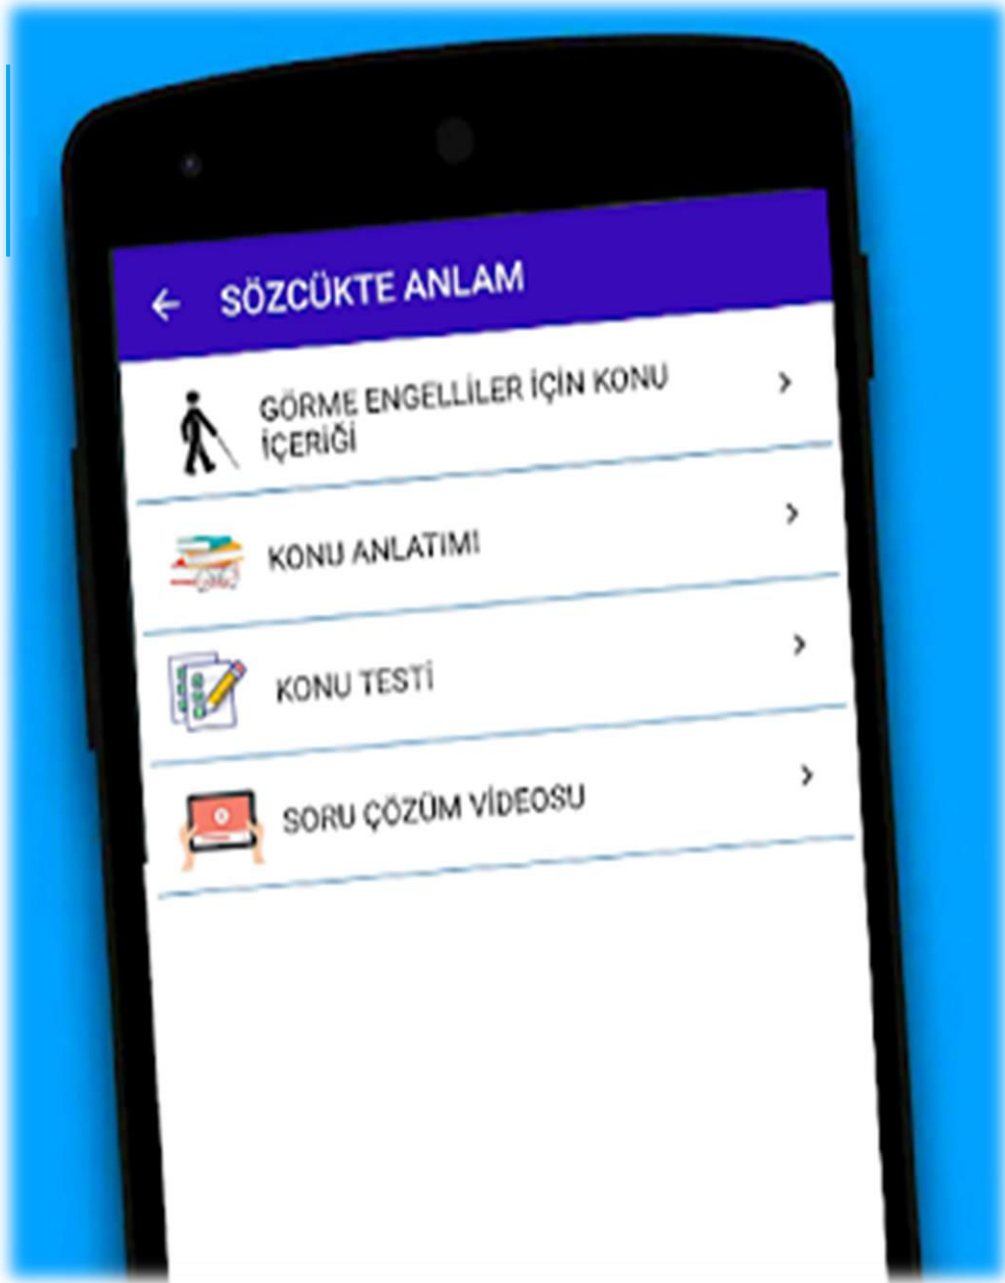 SÖZCÜKTE ANLAM
GÖRME ENGELLİLER İÇİN KONU
İÇERİĞİ
KONU ANLATIMI
KONU TESTİ
SORU ÇÖZÜM VİDEOSU